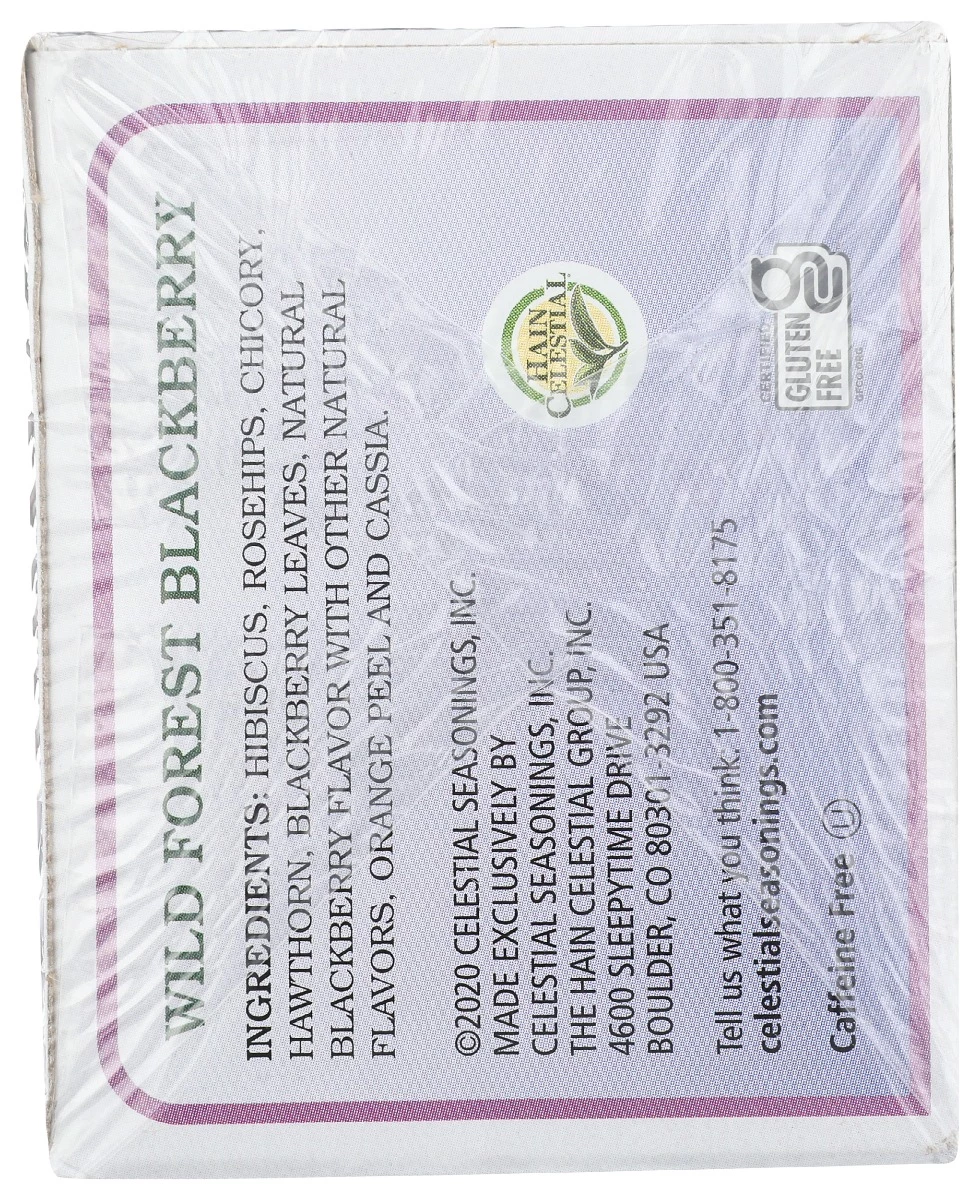 WILD FOREST BLACKBERRY
INGREDIENTS: HIBISCUS, ROSEHIPS, CHICORY,
HAWTHORN, BLACKBERRY LEAVES, NATURAL
BLACKBERRY FLAVOR WITH OTHER NATURAL
FLAVORS, ORANGE PEEL AND CASSIA.
©2020 CELESTIAL SEASONINGS, INC.
MADE EXCLUSIVELY BY
CELESTIAL SEASONINGS, INC.
THE HAIN CELESTIAL GROUP, INC.
4600 SLEEPYTIME DRIVE
BOULDER, CO 80301-3292 USA
HAIN
CELESTIAL
Tell us what you think: 1-800-351-8175
celestialseasonings.com
Caffeine Free U
CERTIFIED
GLUTEN
FREE
GFCO.ORG